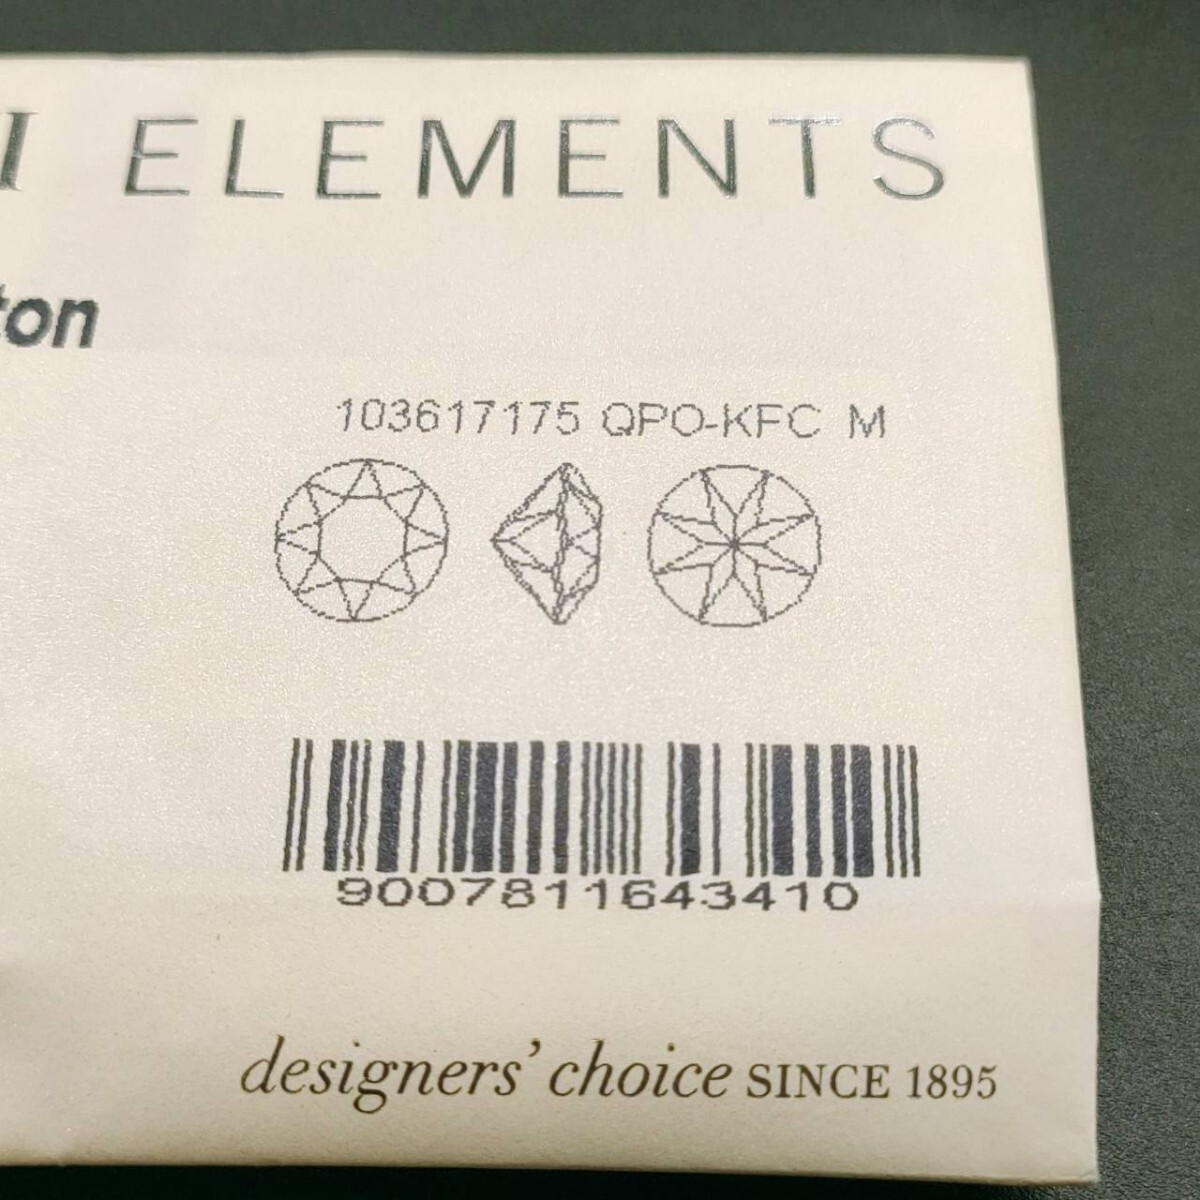 I ELEMENTS
ton
103617175 QPO-KFC M
9007811643410
designers' choice SINCE 1895